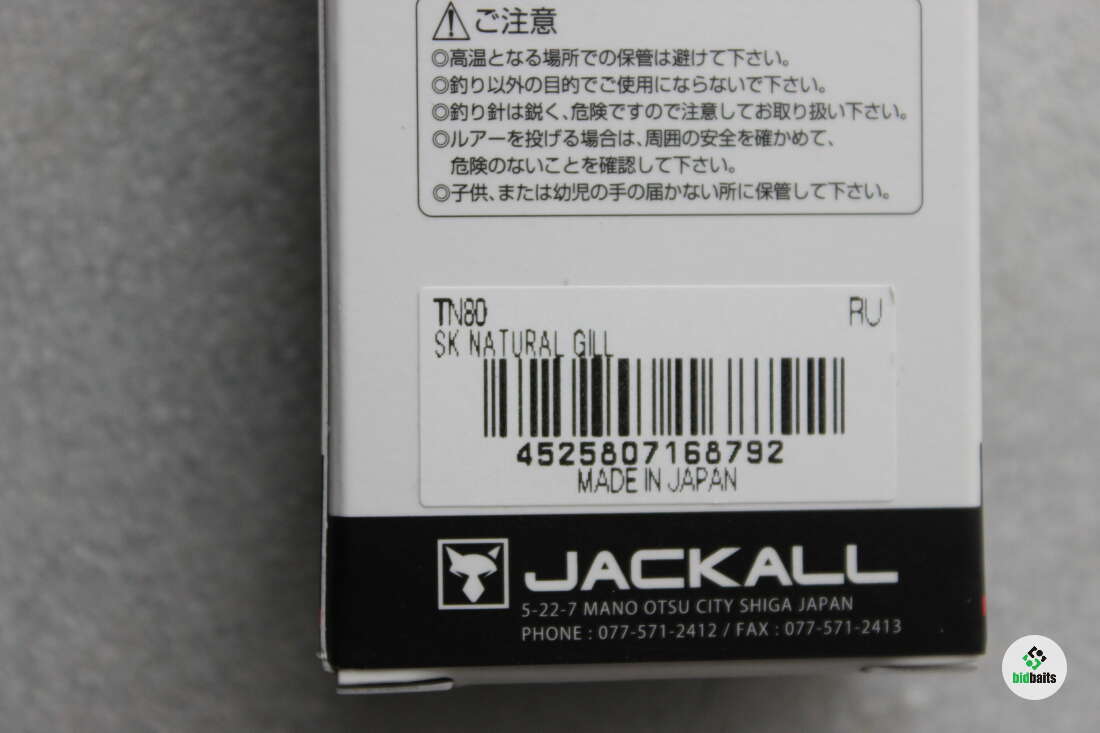 ご注意
◎高温となる場所での保管は避けて下さい。
◎釣り以外の目的でご使用にならないで下さい。
◎釣り針は鋭く、危険ですので注意してお取り扱い下さい。
◎ルアーを投げる場合は、周囲の安全を確かめて、
危険のないことを確認して下さい。
◎子供、または幼児の手の届かない所に保管して下さい。
TN80 RU
SK NATURAL GILL
4525807168792
MADE IN JAPAN
JACKALL
5-22-7 MANO OTSU CITY SHIGA JAPAN
PHONE : 077-571-2412 / FAX : 077-571-2413
bidbaits